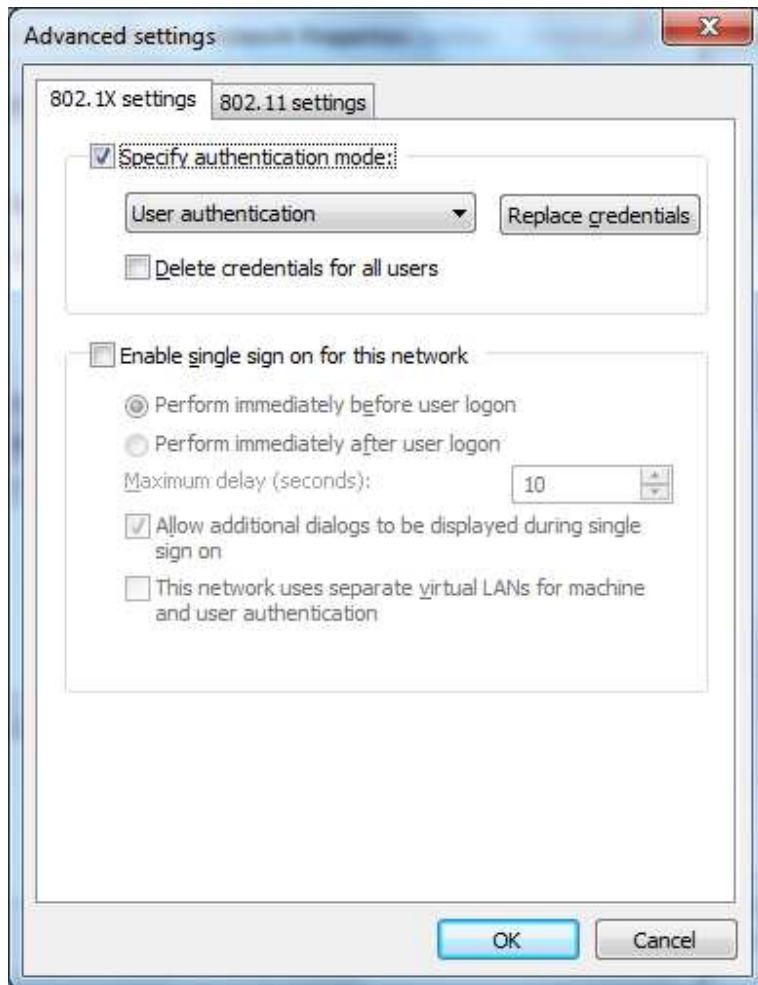 Advanced settings
802.1X settings 802.11 settings
Specify authentication mode:
User authentication Replace credentials
Delete credentials for all users
Enable single sign on for this network
Perform immediately before user logon
Perform immediately after user logon
Maximum delay (seconds): 10
Allow additional dialogs to be displayed during single
sign on
This network uses separate virtual LANs for machine
and user authentication
OK Cancel